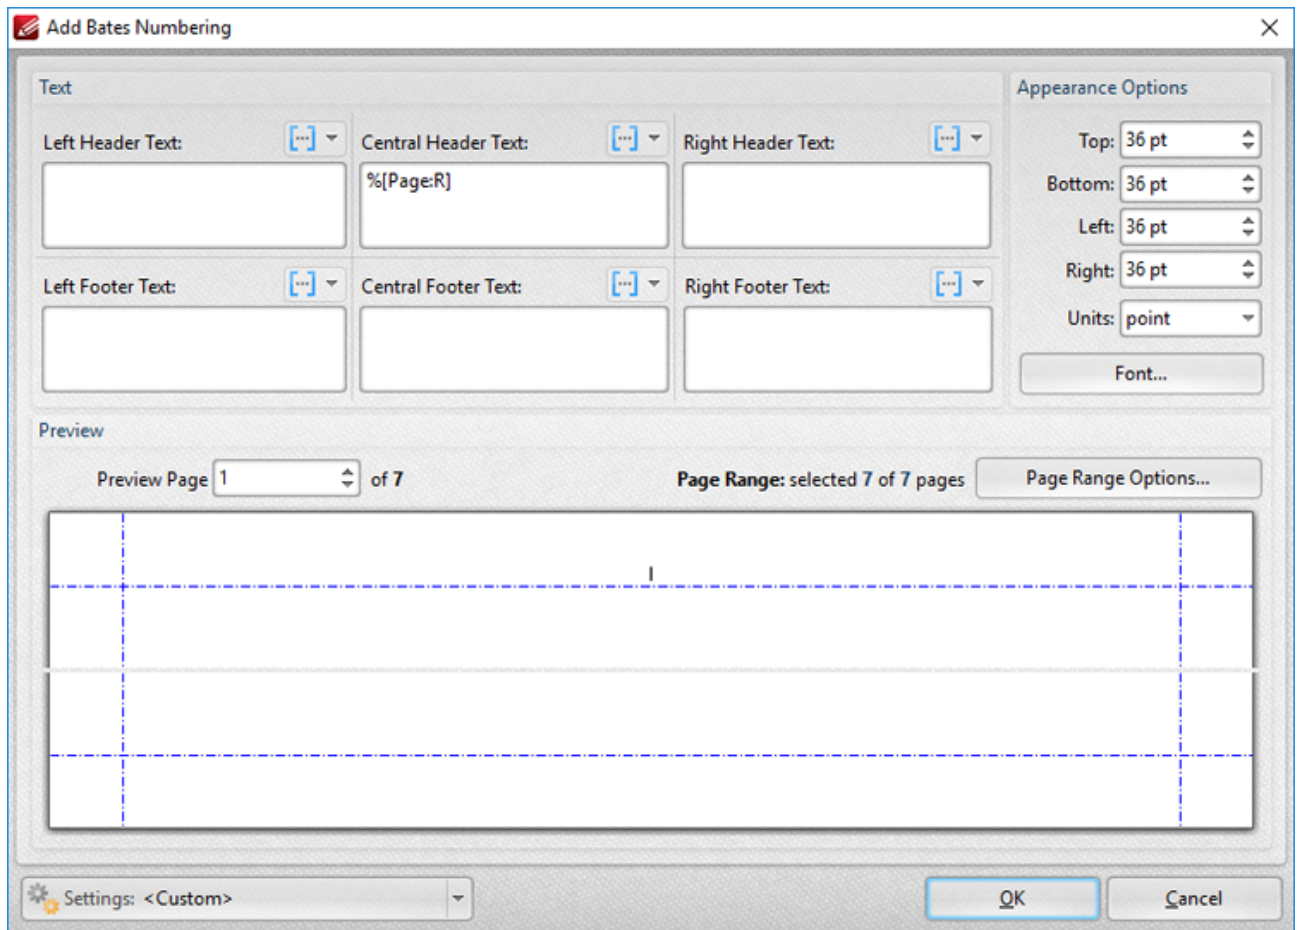 Add Bates Numbering
Text
Appearance Options
Left Header Text:
Central Header Text:
Right Header Text:
%[Page:R]
Left Footer Text:
Central Footer Text:
Right Footer Text:
Top: 36 pt
Bottom: 36 pt
Left: 36 pt
Right: 36 pt
Units: point
Font...
Preview
Preview Page 1 of 7
Page Range: selected 7 of 7 pages
Page Range Options...
I
Settings: <Custom>
OK
Cancel